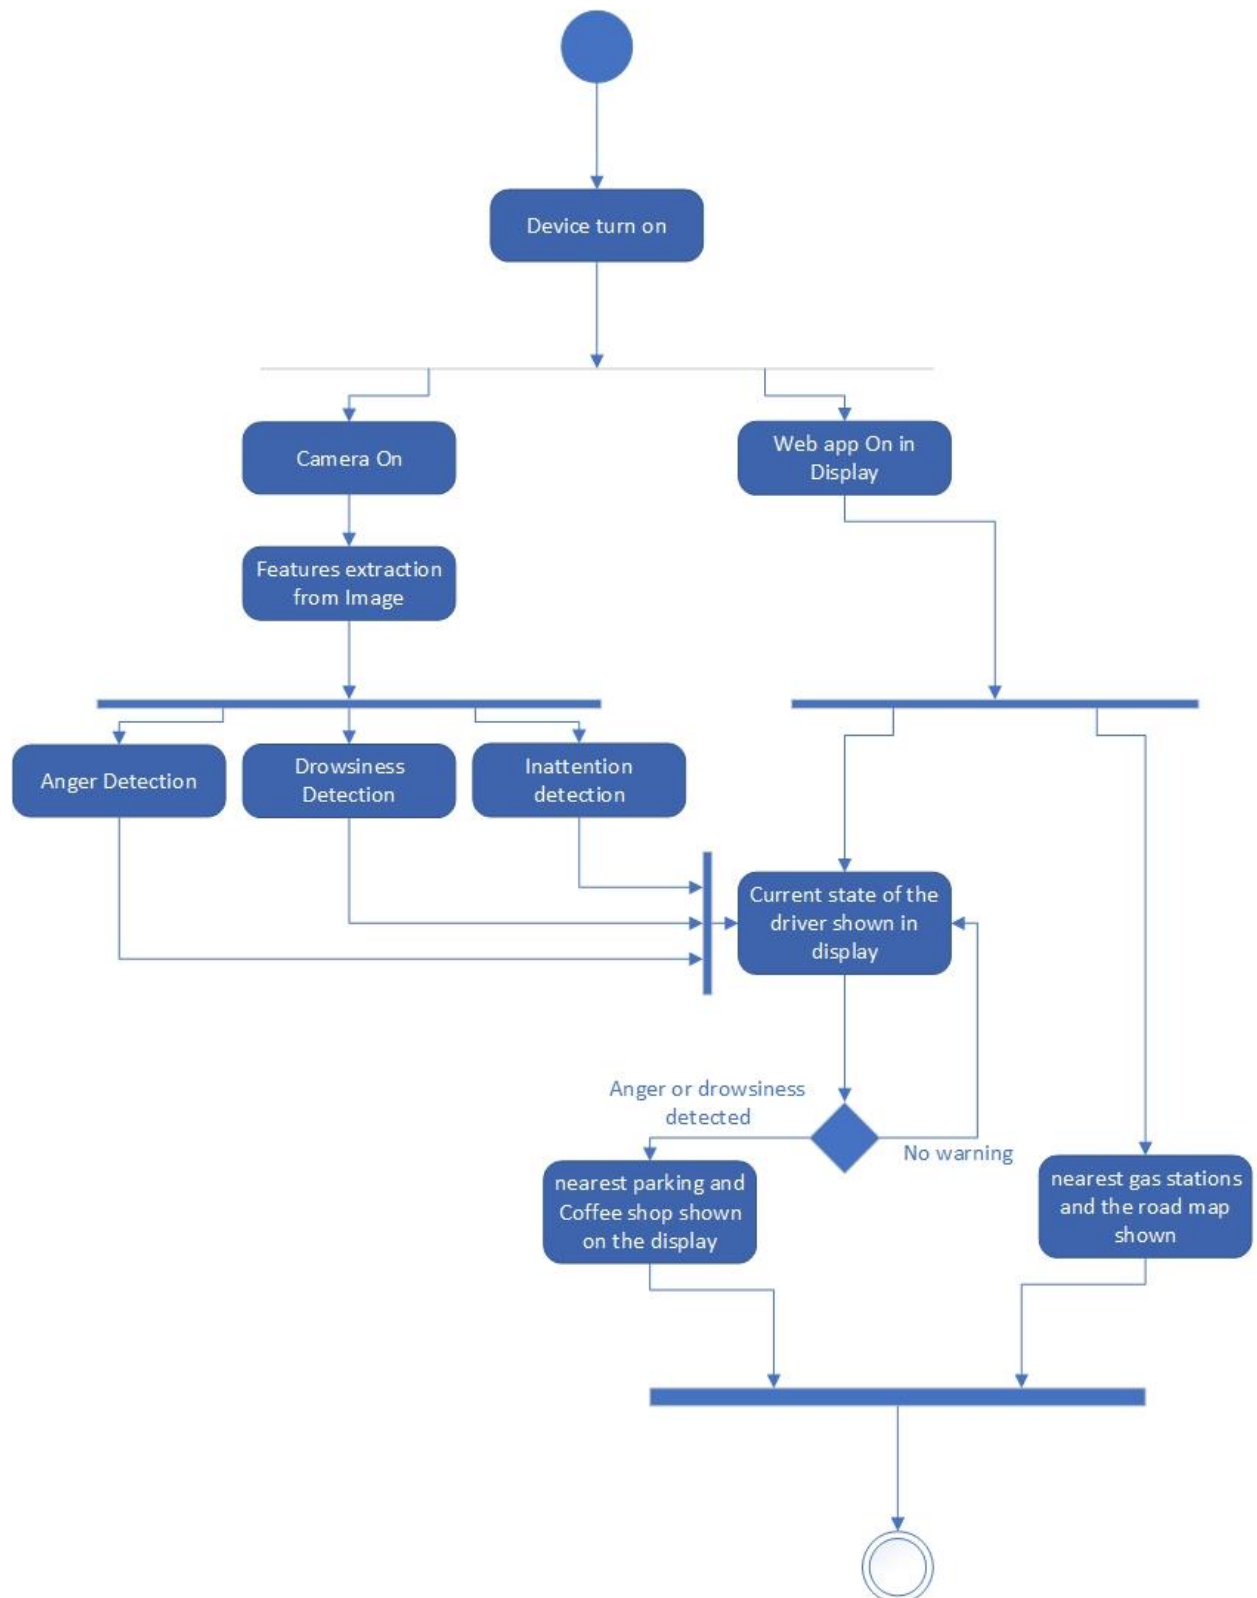 Device turn on
Camera On
Web app On in
Display
Features extraction
from Image
Anger Detection
Drowsiness
Detection
Inattention
detection
Current state of the
driver shown in
display
Anger or drowsiness
detected
No warning
nearest parking and
Coffee shop shown
on the display
nearest gas stations
and the road map
shown